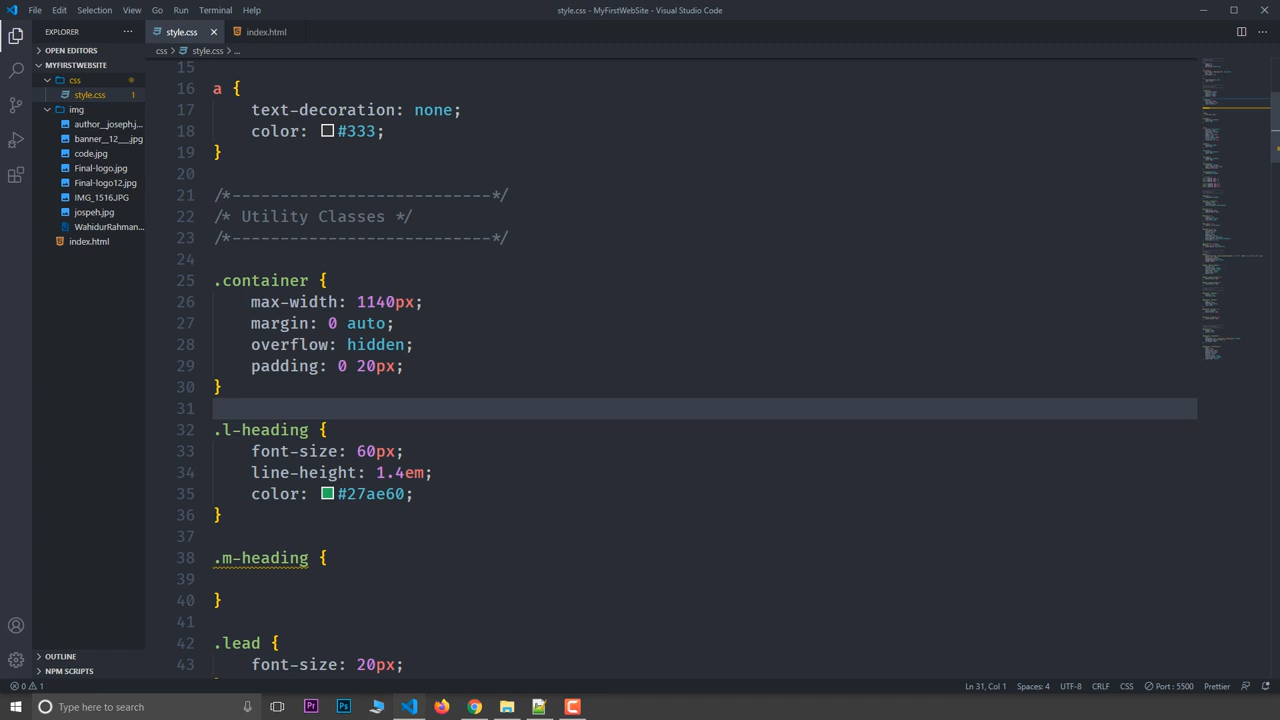 File Edit Selection View Go Run Terminal Help
style.css - MyFirstWebSite - Visual Studio Code
EXPLORER
style.css
index.html
OPEN EDITORS
css > style.css > ...
MYFIRSTWEBSITE
css
style.css 1
img
author__joseph.j...
banner__12___.jpg
code.jpg
Final-logo.jpg
Final-logo12.jpg
IMG_1516.JPG
jospeh.jpg
WahidurRahman...
index.html
OUTLINE
NPM SCRIPTS
15
16 a {
17 text-decoration: none;
18 color: #333;
19 }
20
21 /*---------------------------*/
22 /* Utility Classes */
23 /*---------------------------*/
24
25 .container {
26 max-width: 1140px;
27 margin: 0 auto;
28 overflow: hidden;
29 padding: 0 20px;
30 }
31
32 .l-heading {
33 font-size: 60px;
34 line-height: 1.4em;
35 color: #27ae60;
36 }
37
38 .m-heading {
39
40 }
41
42 .lead {
43 font-size: 20px;
0 1
Ln 31, Col 1 Spaces: 4 UTF-8 CRLF CSS Port : 5500 Prettier
Type here to search
Pr Ps